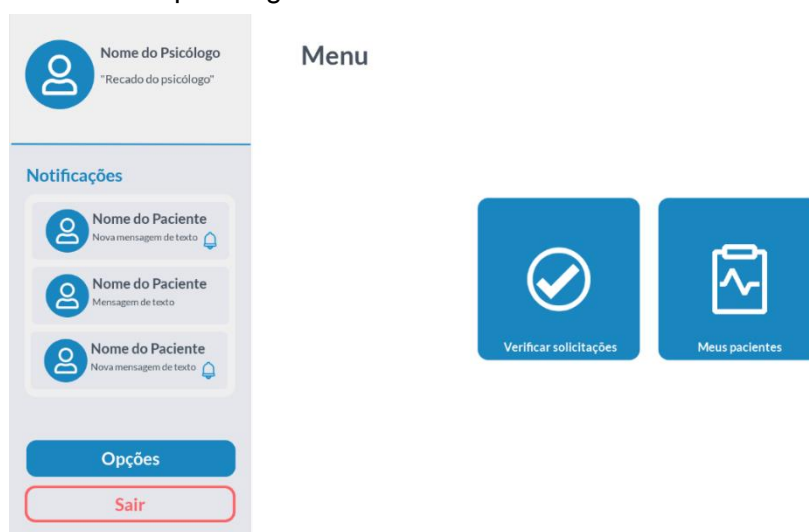 Nome do Psicólogo
"Recado do psicólogo"
Menu
Notificações
Nome do Paciente
Nova mensagem de texto
Nome do Paciente
Mensagem de texto
Nome do Paciente
Nova mensagem de texto
Opções
Sair
Verificar solicitações
Meus pacientes